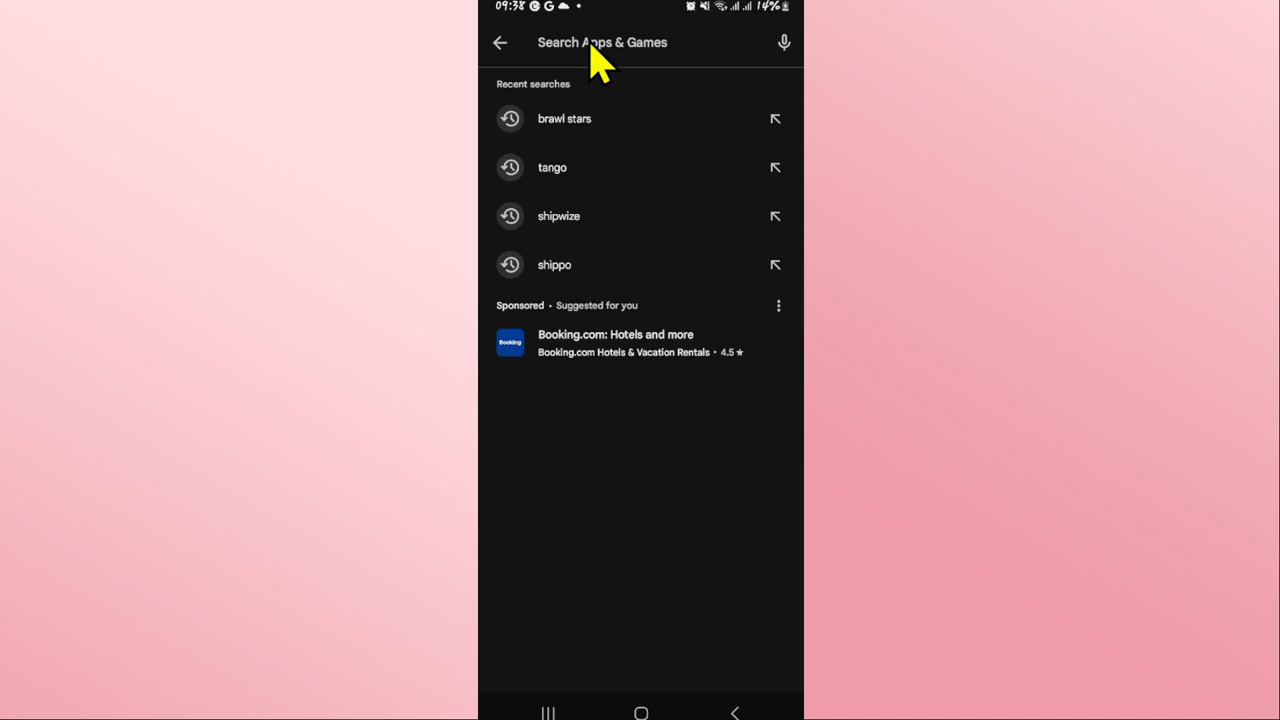 09:38 14%
Search Apps & Games
Recent searches
brawl stars
tango
shipwize
shippo
Sponsored • Suggested for you
Booking.com: Hotels and more
Booking
Booking.com Hotels & Vacation Rentals • 4.5★